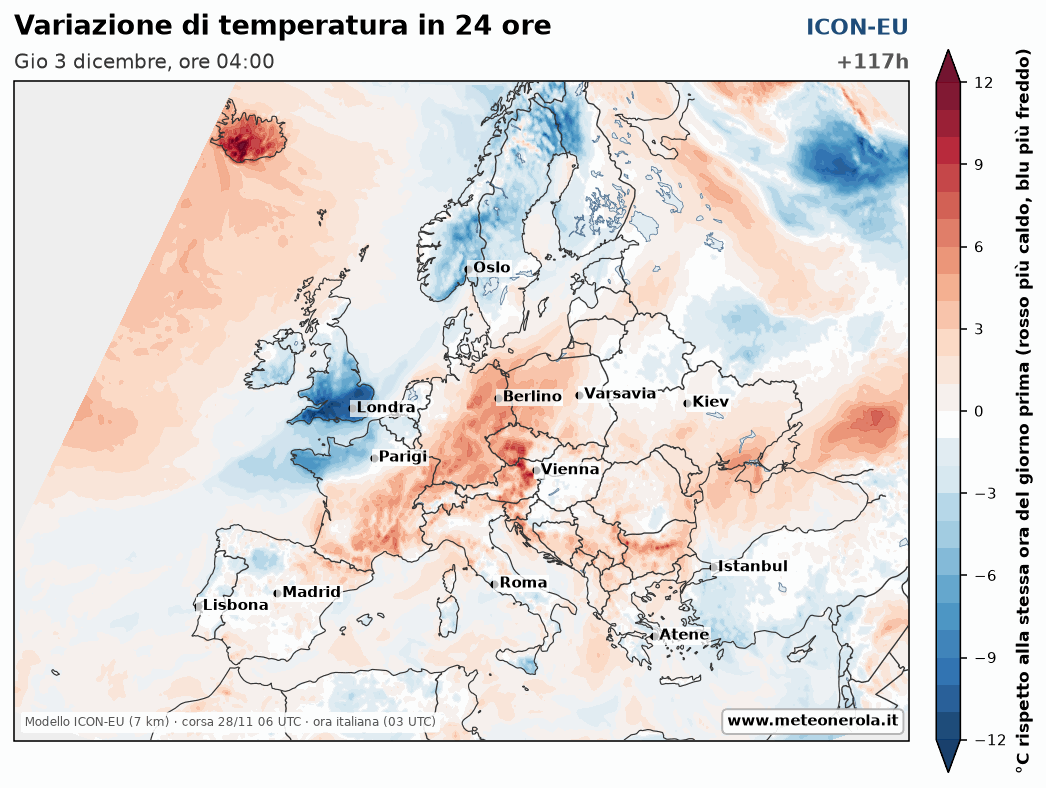 Variazione di temperatura in 24 ore
ICON-EU
Gio 3 dicembre, ore 04:00
+117h
Oslo
Londra
Berlino
Varsavia
Kiev
Parigi
Vienna
Istanbul
Roma
Madrid
Lisbona
Atene
Modello ICON-EU (7 km) · corsa 28/11 06 UTC · ora italiana (03 UTC)
www.meteonerola.it
12
9
6
3
0
−3
−6
−9
−12
°C rispetto alla stessa ora del giorno prima (rosso più caldo, blu più freddo)